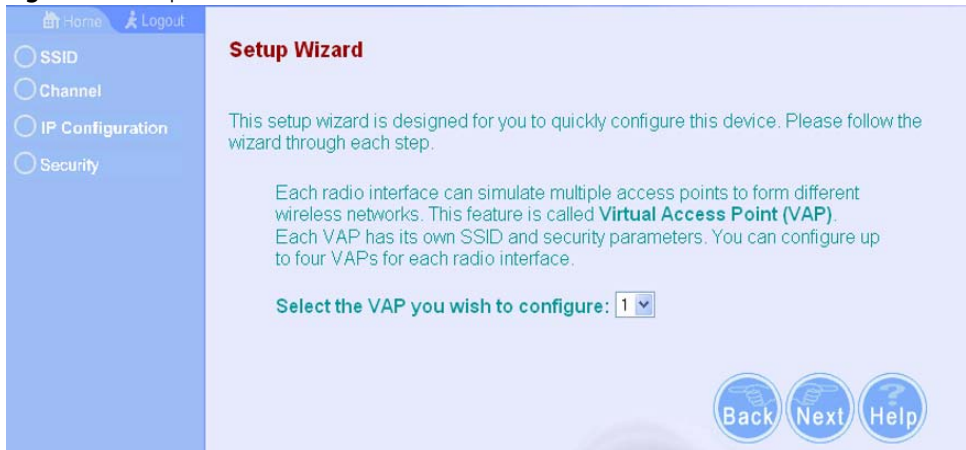 Home Logout
SSID
Channel
IP Configuration
Security
Setup Wizard
This setup wizard is designed for you to quickly configure this device. Please follow the
wizard through each step.
Each radio interface can simulate multiple access points to form different
wireless networks. This feature is called Virtual Access Point (VAP).
Each VAP has its own SSID and security parameters. You can configure up
to four VAPs for each radio interface.
Select the VAP you wish to configure: 1
Back Next Help